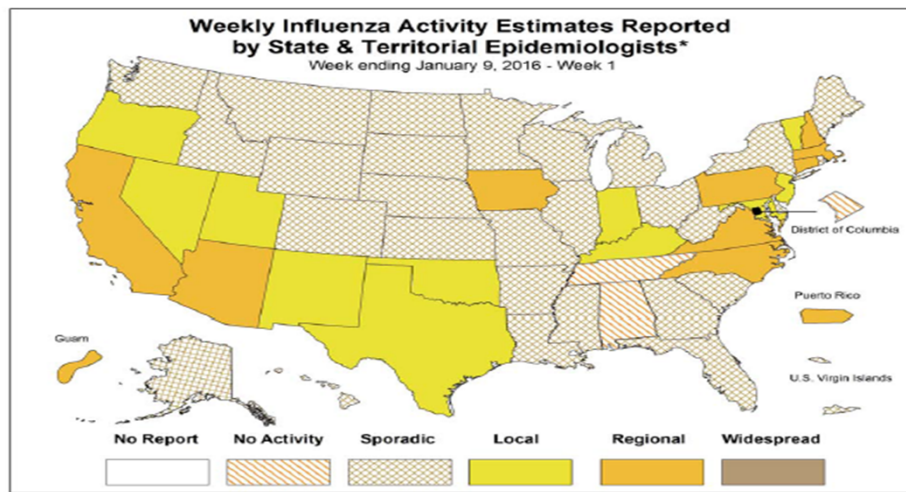 Weekly Influenza Activity Estimates Reported
by State & Territorial Epidemiologists*
Week ending January 9, 2016 - Week 1
District of Columbia
Puerto Rico
Guam
U.S. Virgin Islands
No Report No Activity Sporadic Local Regional Widespread